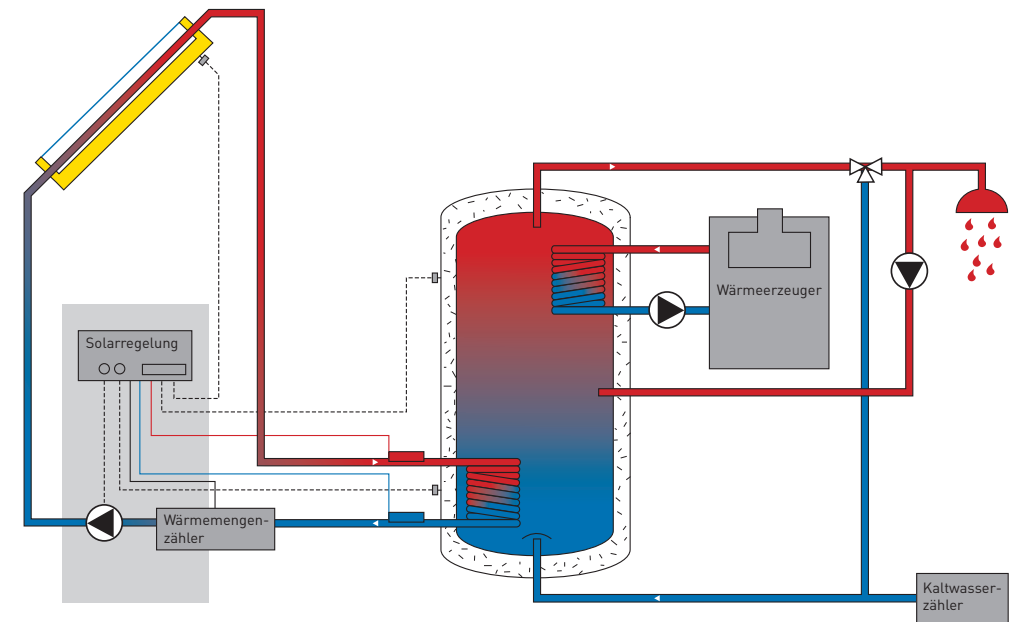 Wärmeerzeuger
Solarregelung
Wärmemengen-
zähler
Kaltwasser-
zähler